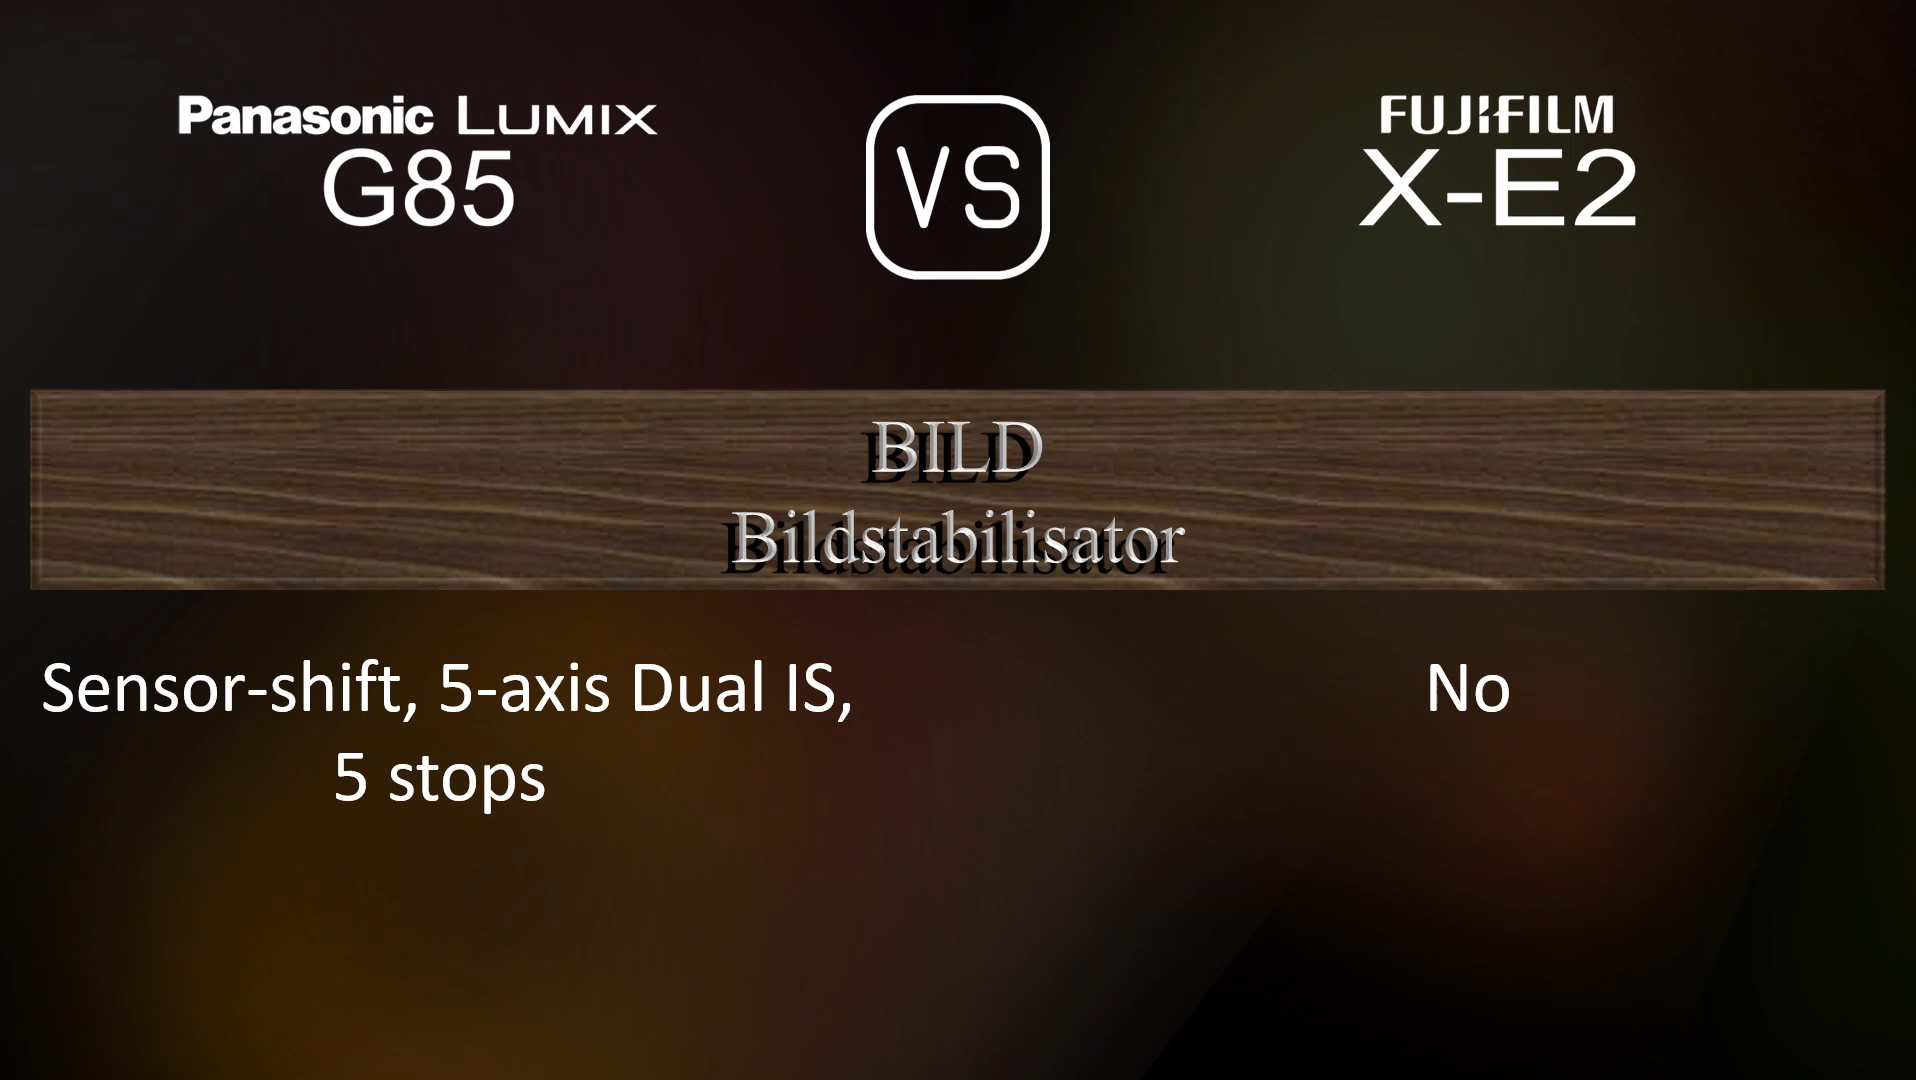 Panasonic LUMIX
G85
VS
FUJIFILM
X-E2
BILD
Bildstabilisator
Sensor-shift, 5-axis Dual IS,
5 stops
No